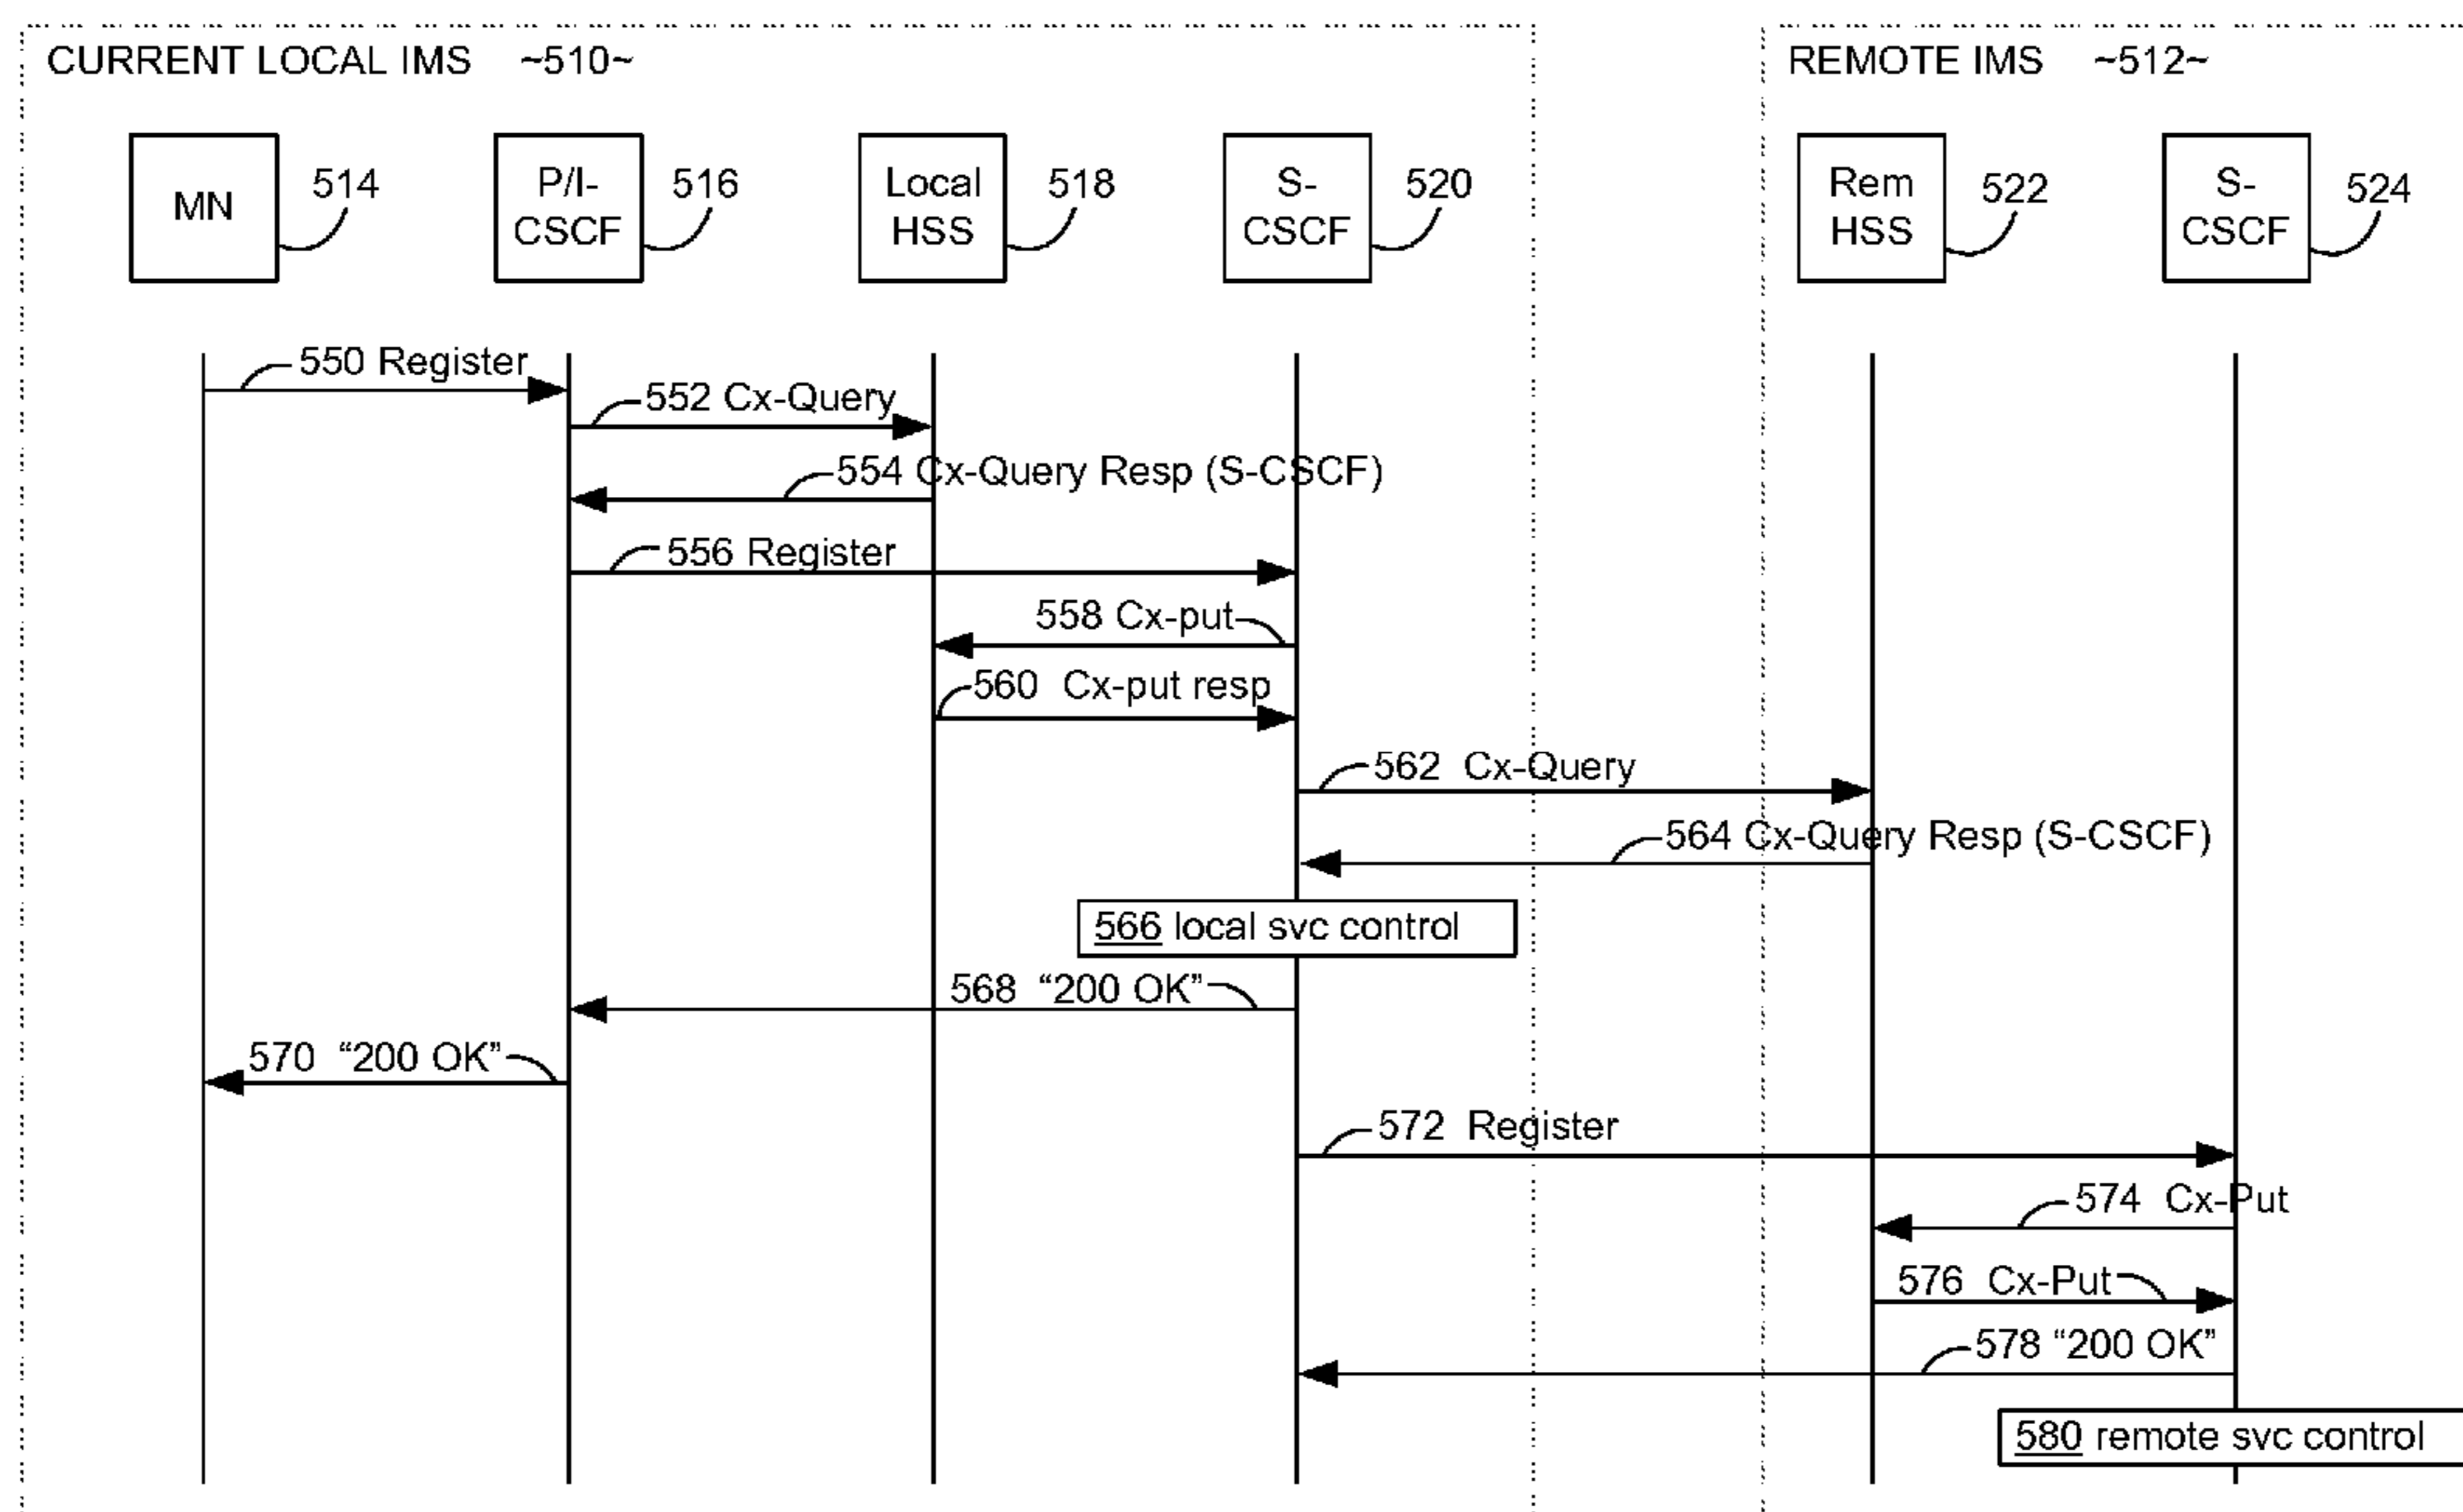 CURRENT LOCAL IMS ~510~
REMOTE IMS ~512~
MN
514
P/I-
CSCF
516
Local
HSS
518
S-
CSCF
520
Rem
HSS
522
S-
CSCF
524
550 Register
552 Cx-Query
554 Cx-Query Resp (S-CSCF)
556 Register
558 Cx-put
560 Cx-put resp
562 Cx-Query
564 Cx-Query Resp (S-CSCF)
566 local svc control
568 “200 OK”
570 “200 OK”
572 Register
574 Cx-Put
576 Cx-Put
578 “200 OK”
580 remote svc control